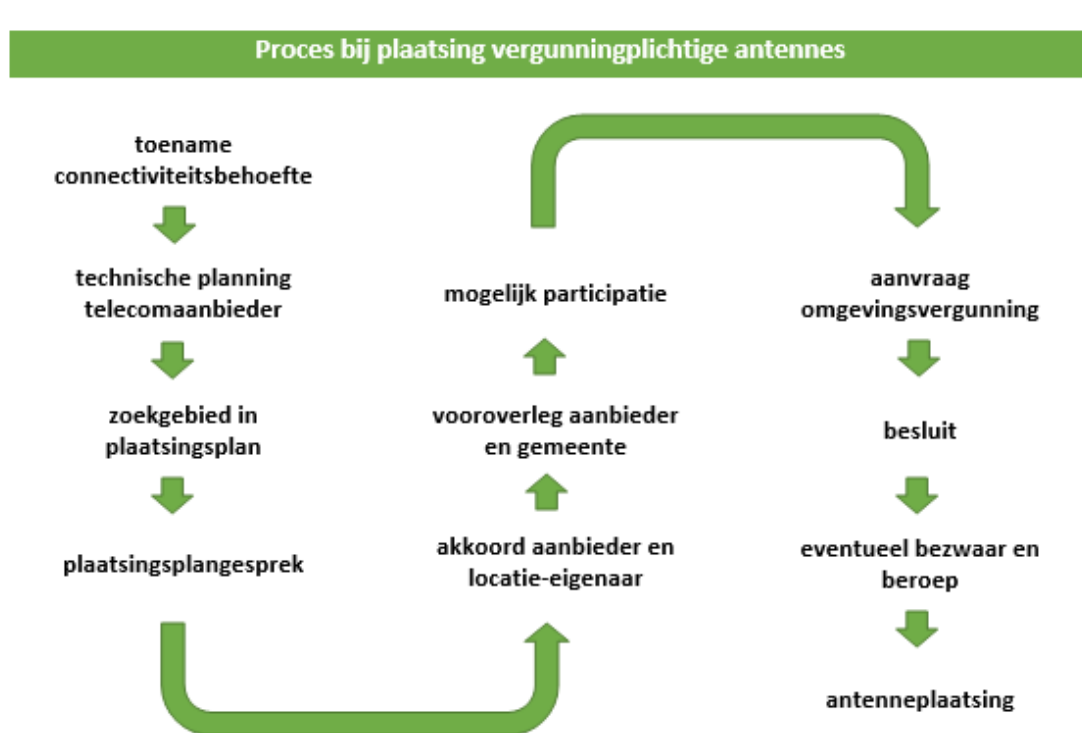 Proces bij plaatsing vergunningplichtige antennes
toename
connectiviteitsbehoefte
technische planning
telecomaanbieder
zoekgebied in
plaatsingsplan
plaatsingsplangesprek
akkoord aanbieder en
locatie-eigenaar
vooroverleg aanbieder
en gemeente
mogelijk participatie
aanvraag
omgevingsvergunning
besluit
eventueel bezwaar en
beroep
antenneplaatsing